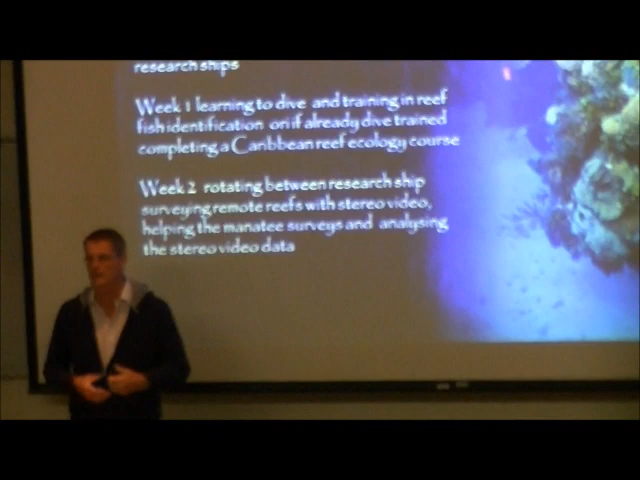 research ships
Week 1 learning to dive and training in reef
fish identification or if already dive trained
completing a Caribbean reef ecology course
Week 2 rotating between research ship
surveying remote reefs with stereo video,
helping the manatee surveys and analysing
the stereo video data